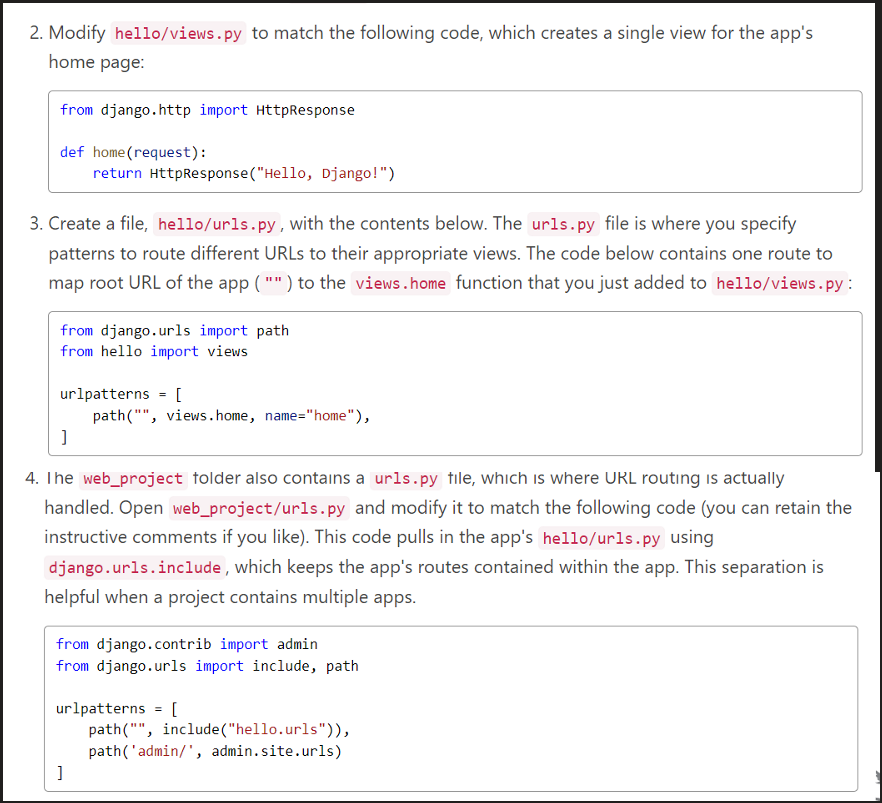 2. Modify hello/views.py to match the following code, which creates a single view for the app's
home page:
from django.http import HttpResponse
def home(request):
    return HttpResponse("Hello, Django!")
3. Create a file, hello/urls.py, with the contents below. The urls.py file is where you specify
patterns to route different URLs to their appropriate views. The code below contains one route to
map root URL of the app ("") to the views.home function that you just added to hello/views.py:
from django.urls import path
from hello import views
urlpatterns = [
    path("", views.home, name="home"),
]
4. The web_project folder also contains a urls.py file, which is where URL routing is actually
handled. Open web_project/urls.py and modify it to match the following code (you can retain the
instructive comments if you like). This code pulls in the app's hello/urls.py using
django.urls.include, which keeps the app's routes contained within the app. This separation is
helpful when a project contains multiple apps.
from django.contrib import admin
from django.urls import include, path
urlpatterns = [
    path("", include("hello.urls")),
    path('admin/', admin.site.urls)
]